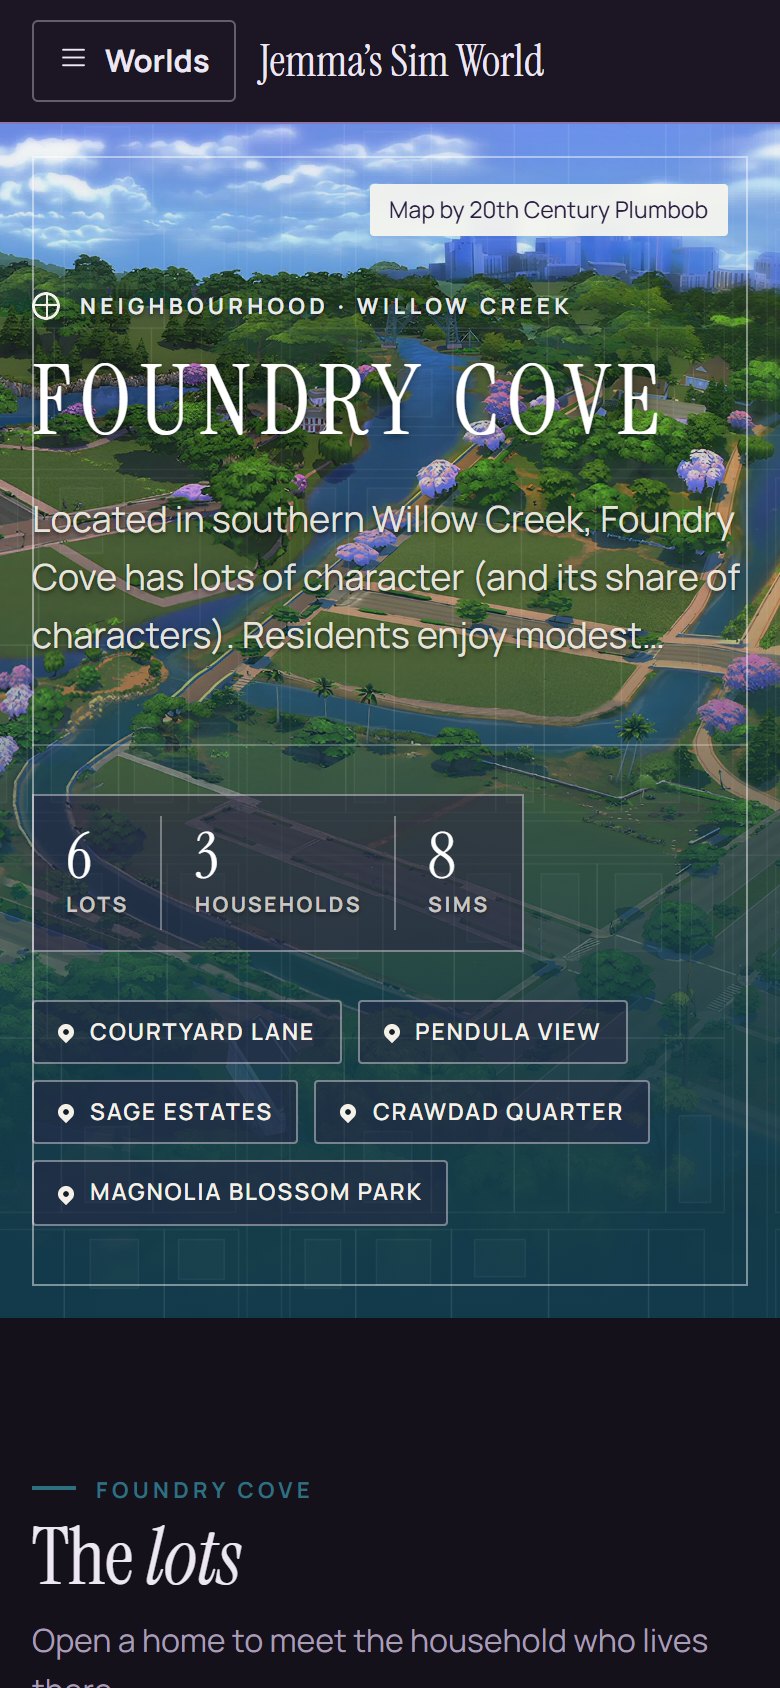 Worlds
Jemma’s Sim World
Map by 20th Century Plumbob
NEIGHBOURHOOD · WILLOW CREEK
FOUNDRY COVE
Located in southern Willow Creek, Foundry
Cove has lots of character (and its share of
characters). Residents enjoy modest…
6
LOTS
3
HOUSEHOLDS
8
SIMS
COURTYARD LANE
PENDULA VIEW
SAGE ESTATES
CRAWDAD QUARTER
MAGNOLIA BLOSSOM PARK
FOUNDRY COVE
The lots
Open a home to meet the household who lives